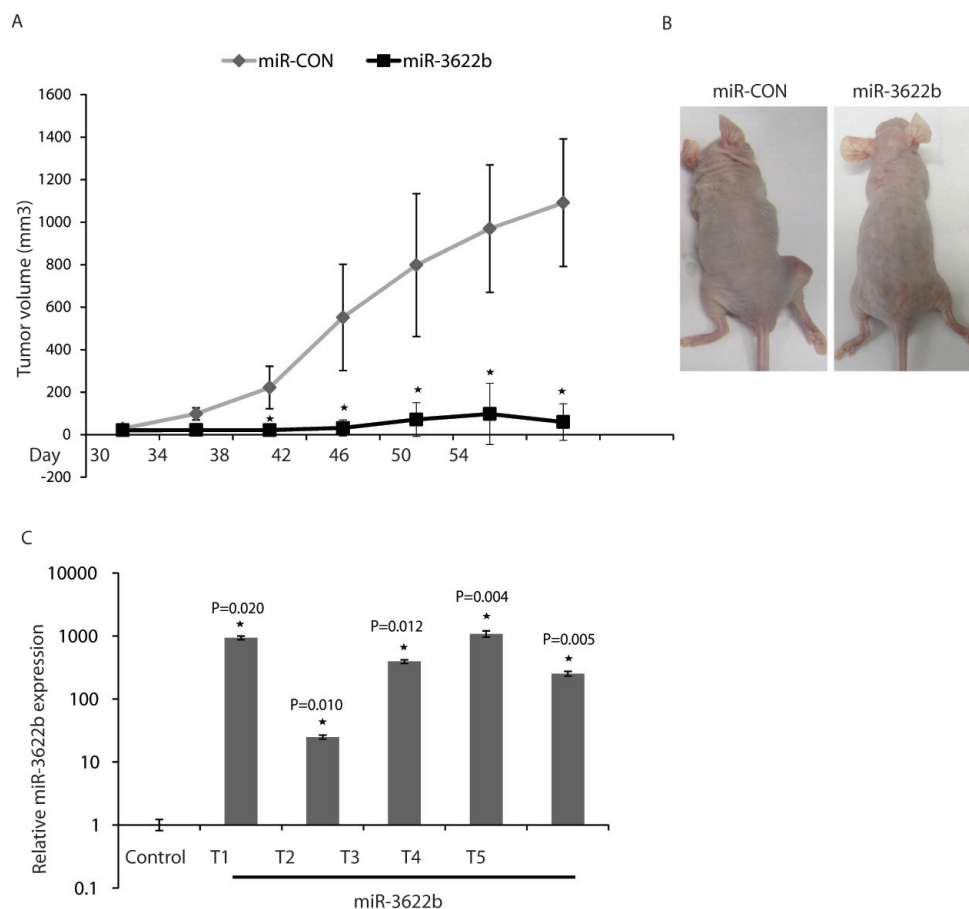 A
B
miR-CON miR-3622b
Tumor volume (mm3)
1600
1400
1200
1000
800
600
400
200
0
-200
Day 30 34 38 42 46 50 54
★ ★ ★ ★ ★
miR-CON miR-3622b
C
Relative miR-3622b expression
10000
1000
100
10
1
0.1
P=0.020
★
P=0.010
★
P=0.012
★
P=0.004
★
P=0.005
★
Control T1 T2 T3 T4 T5
miR-3622b